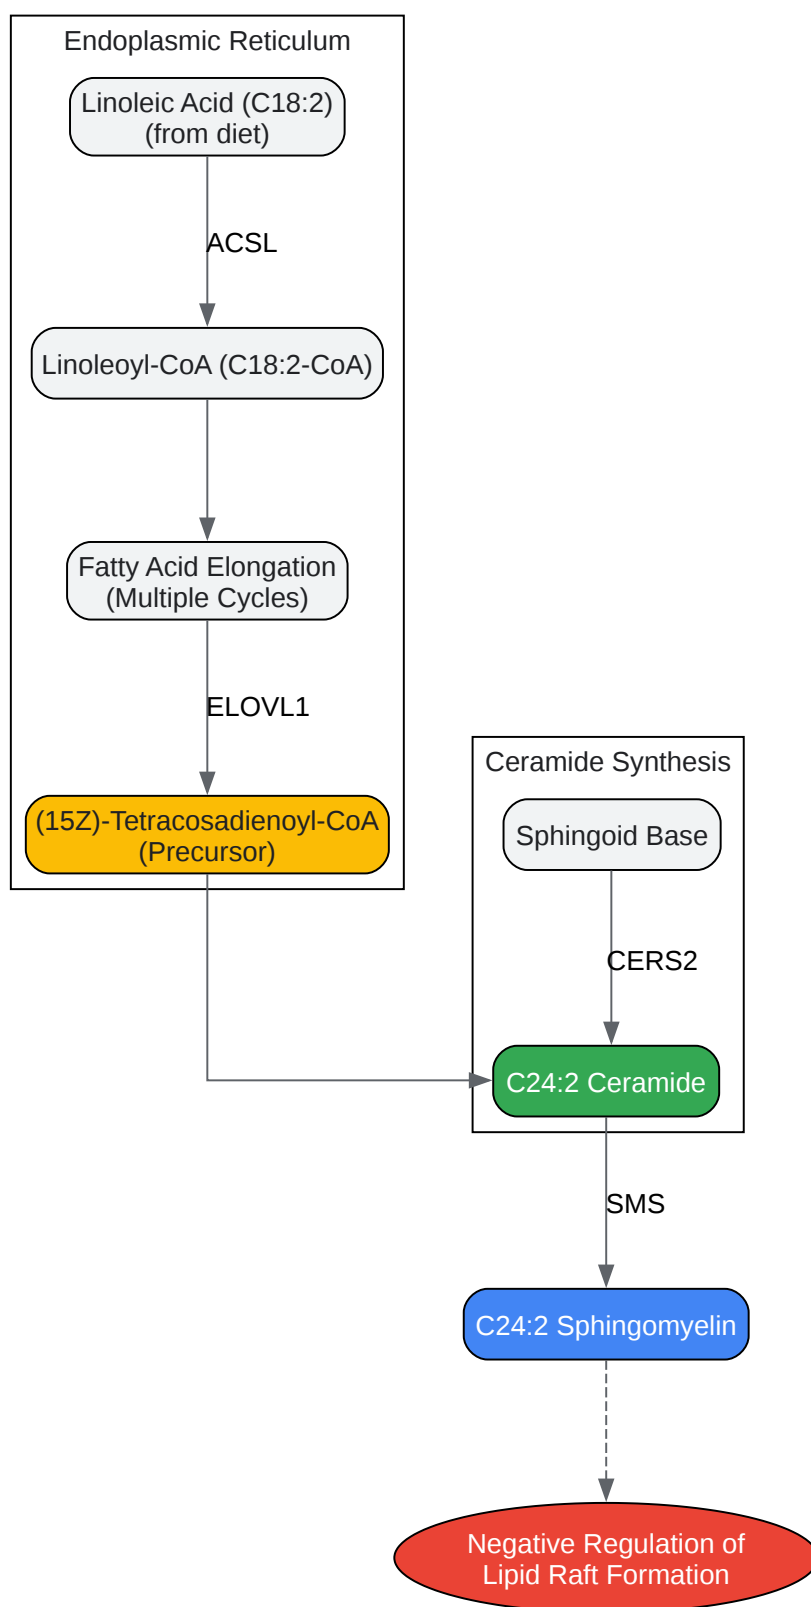 Endoplasmic Reticulum
Linoleic Acid (C18:2)
(from diet)
ACSL
Linoleoyl-CoA (C18:2-CoA)
Fatty Acid Elongation
(Multiple Cycles)
ELOVL1
(15Z)-Tetracosadienoyl-CoA
(Precursor)
Ceramide Synthesis
Sphingoid Base
CERS2
C24:2 Ceramide
SMS
C24:2 Sphingomyelin
Negative Regulation of
Lipid Raft Formation